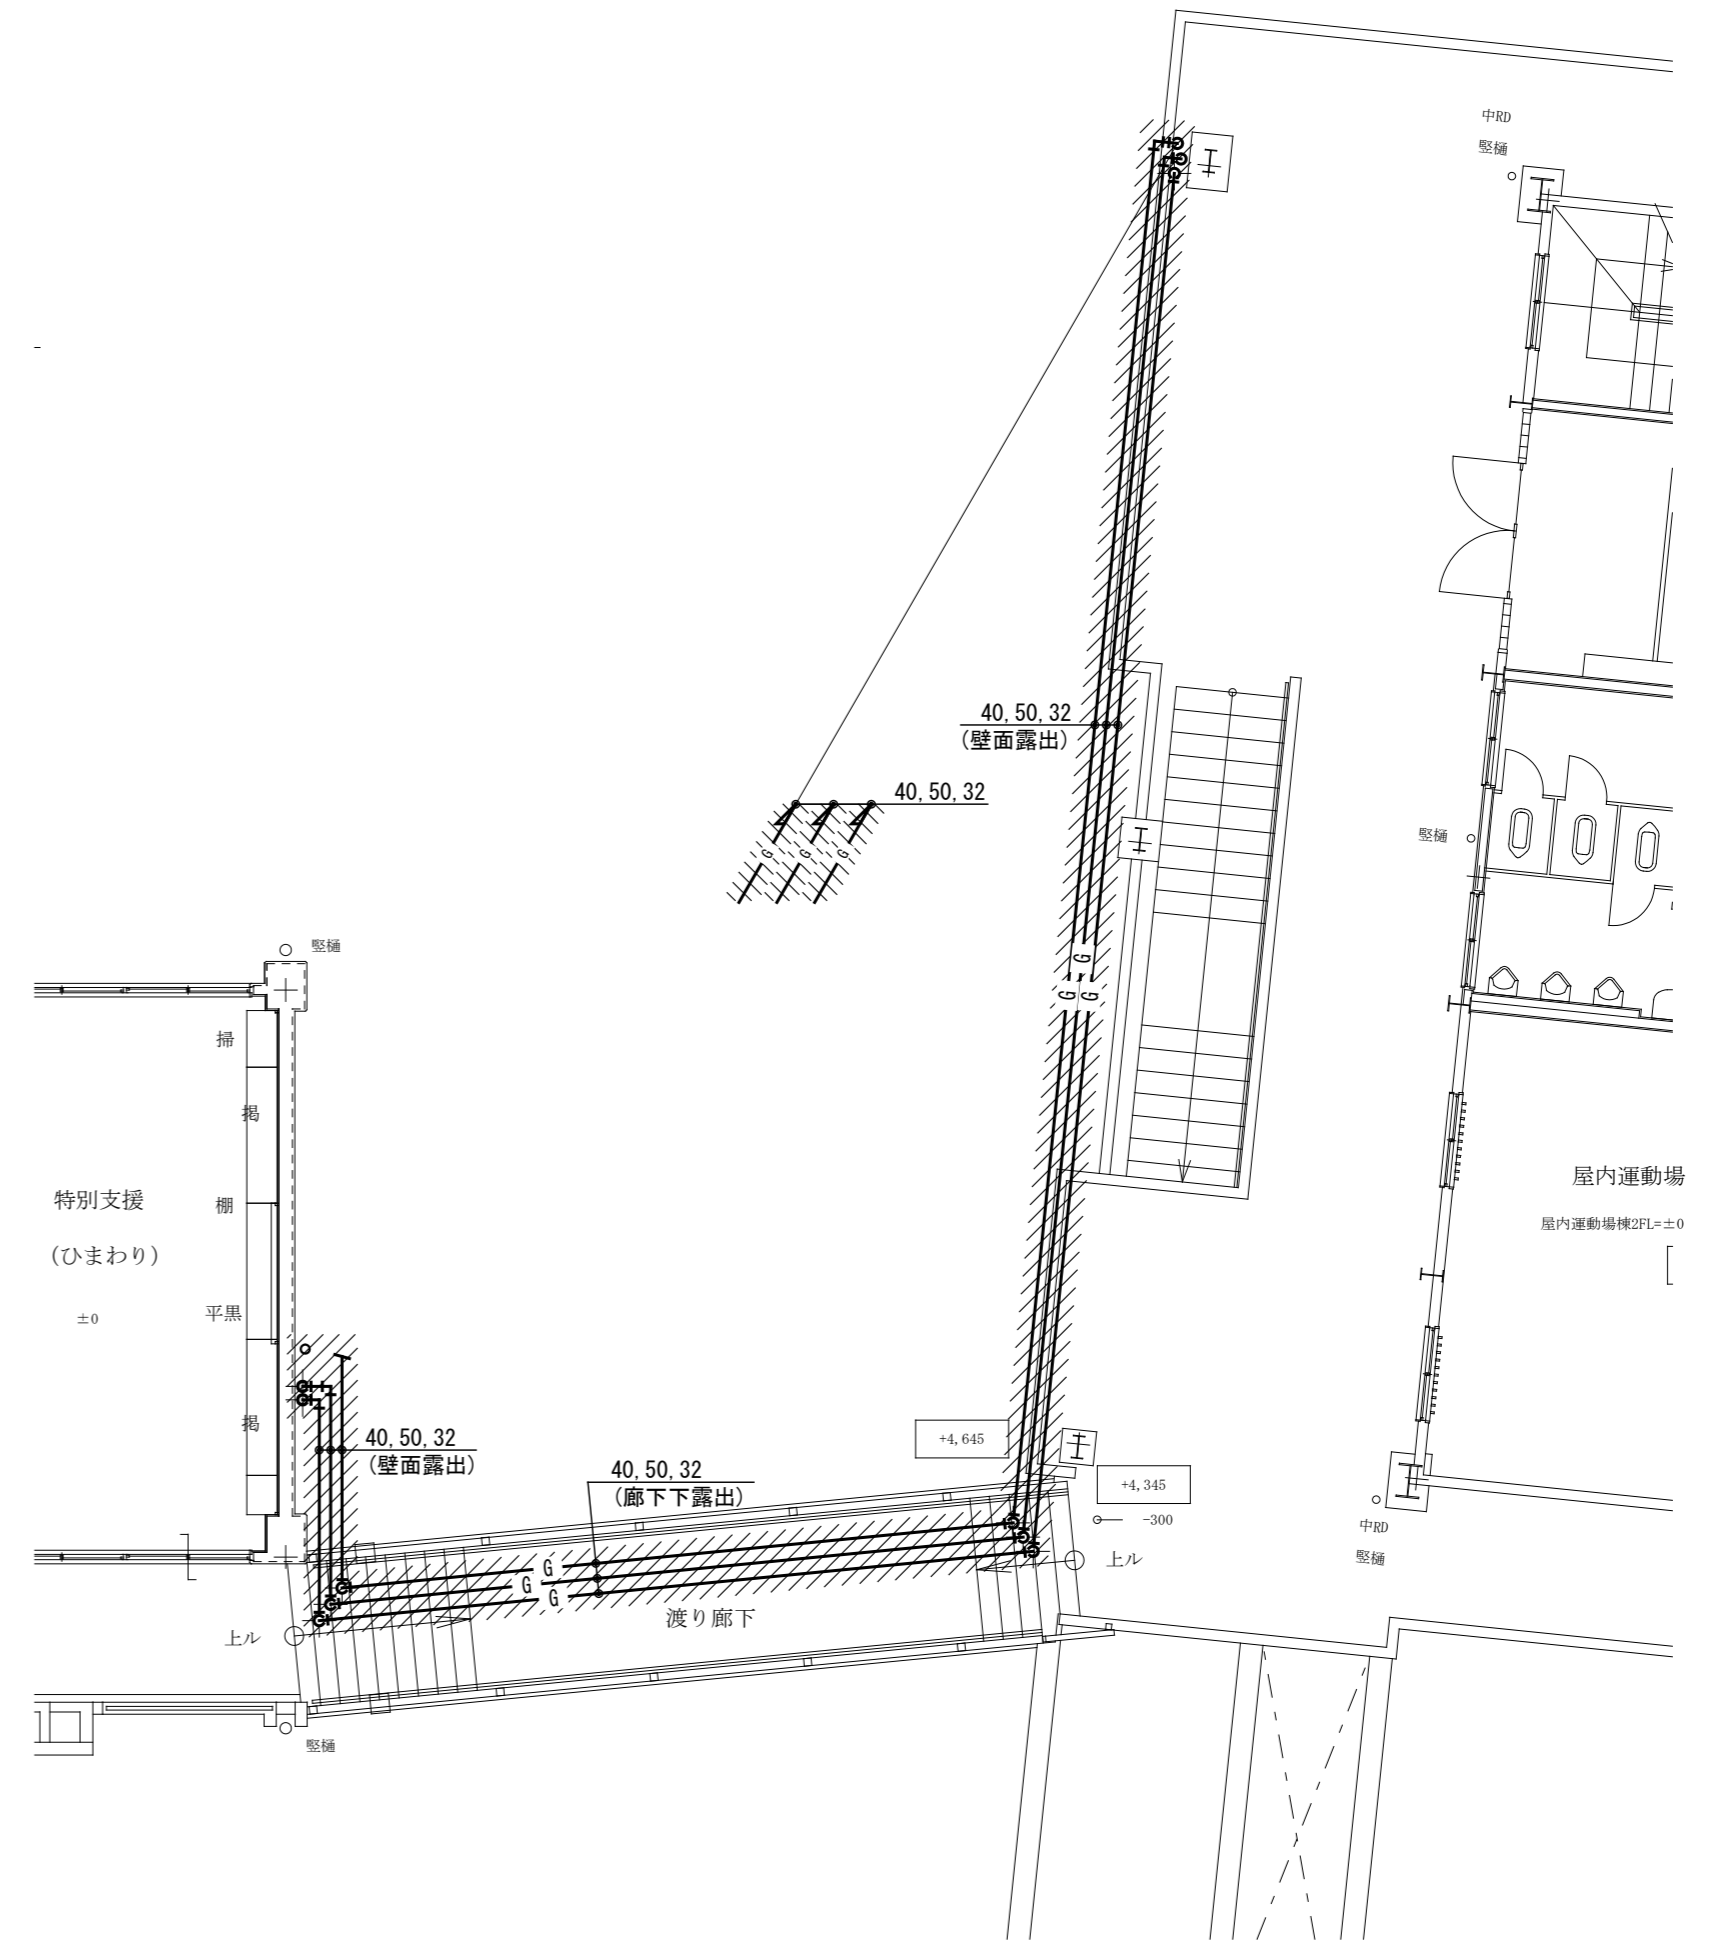 中RD
竪樋
40,50,32
(壁面露出)
40,50,32
G
G
G
竪樋
竪樋
G
G
G
掃
掲
棚
平黒
掲
特別支援
(ひまわり)
±0
屋内運動場
屋内運動場棟2FL=±0
+4,645
+4,345
-300
40,50,32
(壁面露出)
40,50,32
(廊下下露出)
G
G
G
上ル
中RD
竪樋
渡り廊下
上ル
竪樋